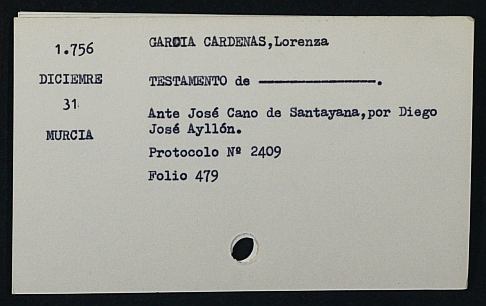 1.756
DICIEMRE
31
MURCIA
GARCIA CARDENAS,Lorenza
TESTAMENTO de ——————————.
Ante José Cano de Santayana,por Diego
José Ayllón.
Protocolo Nº 2409
Folio 479